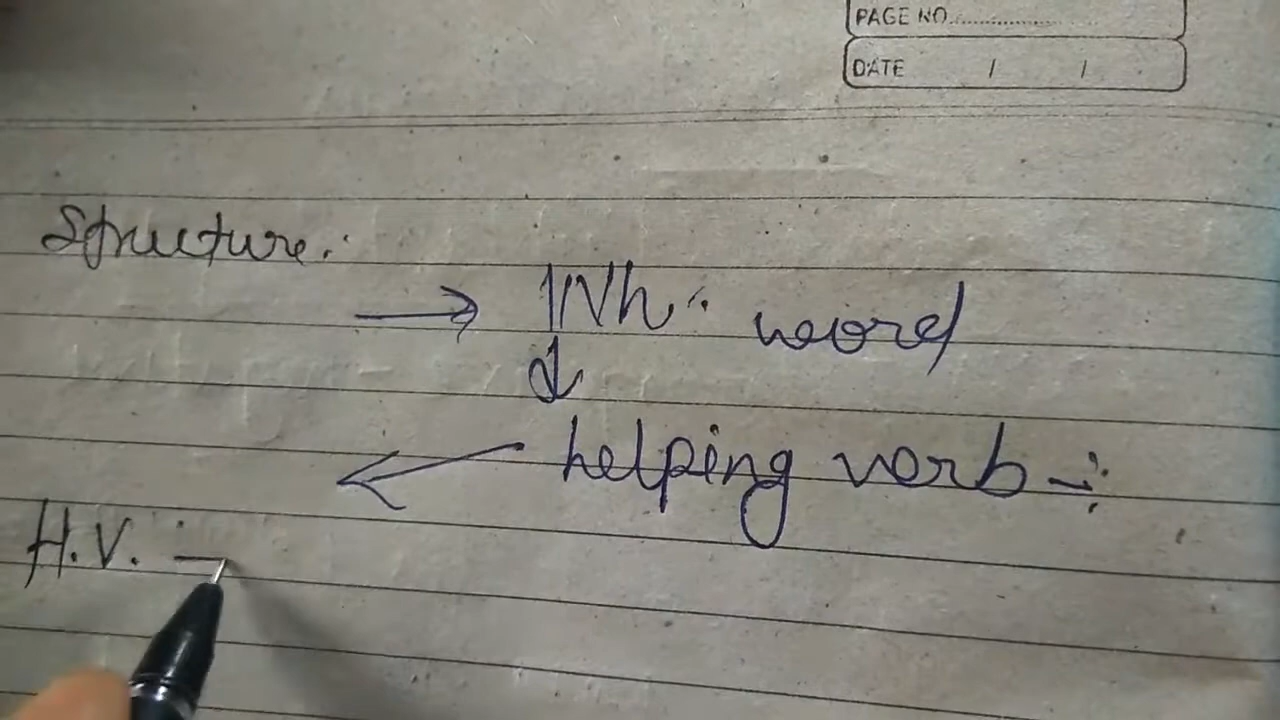 PAGE NO..................
DATE / /
Structure:
→ Wh. word
↓
← helping verb -:
H.V. :-